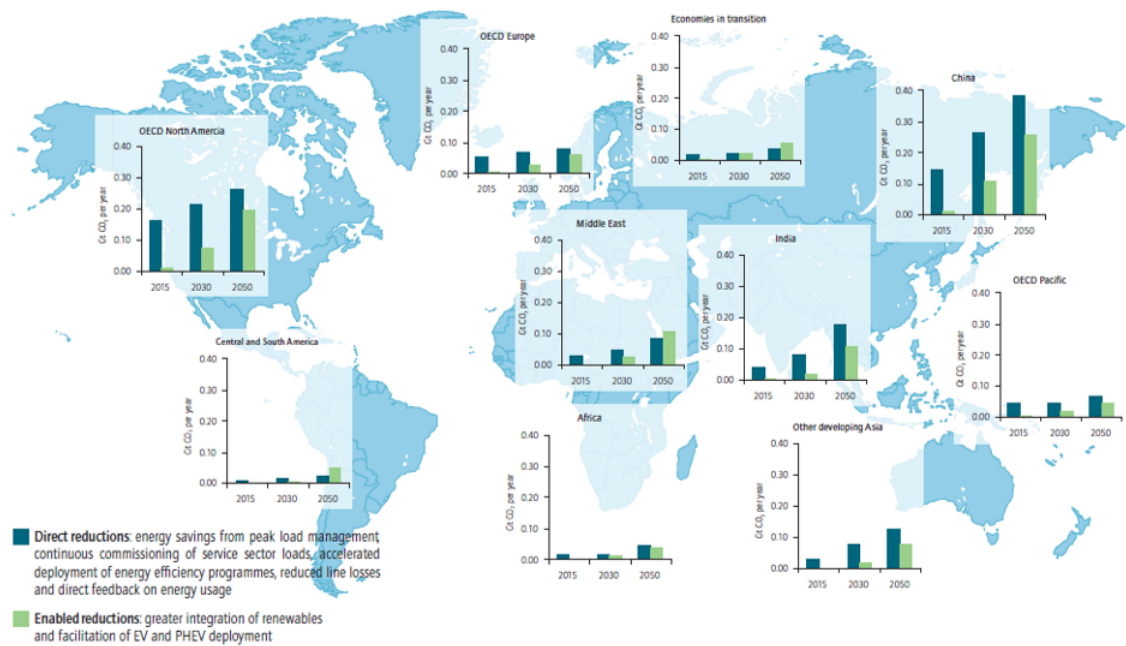 OECD Europe
0.40
0.30
0.20
0.10
0.00
Gt CO₂ per year
2015 2030 2050
Economies in transition
0.40
0.30
0.20
0.10
0.00
Gt CO₂ per year
2015 2030 2050
China
0.40
0.30
0.20
0.10
0.00
Gt CO₂ per year
2015 2030 2050
OECD North Amercia
0.40
0.30
0.20
0.10
0.00
Gt CO₂ per year
2015 2030 2050
Middle East
0.40
0.30
0.20
0.10
0.00
Gt CO₂ per year
2015 2030 2050
India
0.40
0.30
0.20
0.10
0.00
Gt CO₂ per year
2015 2030 2050
OECD Pacific
0.40
0.30
0.20
0.10
0.00
Gt CO₂ per year
2015 2030 2050
Central and South America
0.40
0.30
0.20
0.10
0.00
Gt CO₂ per year
2015 2030 2050
Africa
0.40
0.30
0.20
0.10
0.00
Gt CO₂ per year
2015 2030 2050
Other developing Asia
0.40
0.30
0.20
0.10
0.00
Gt CO₂ per year
2015 2030 2050
Direct reductions: energy savings from peak load management,
continuous commissioning of service sector loads, accelerated
deployment of energy efficiency programmes, reduced line losses
and direct feedback on energy usage
Enabled reductions: greater integration of renewables
and facilitation of EV and PHEV deployment